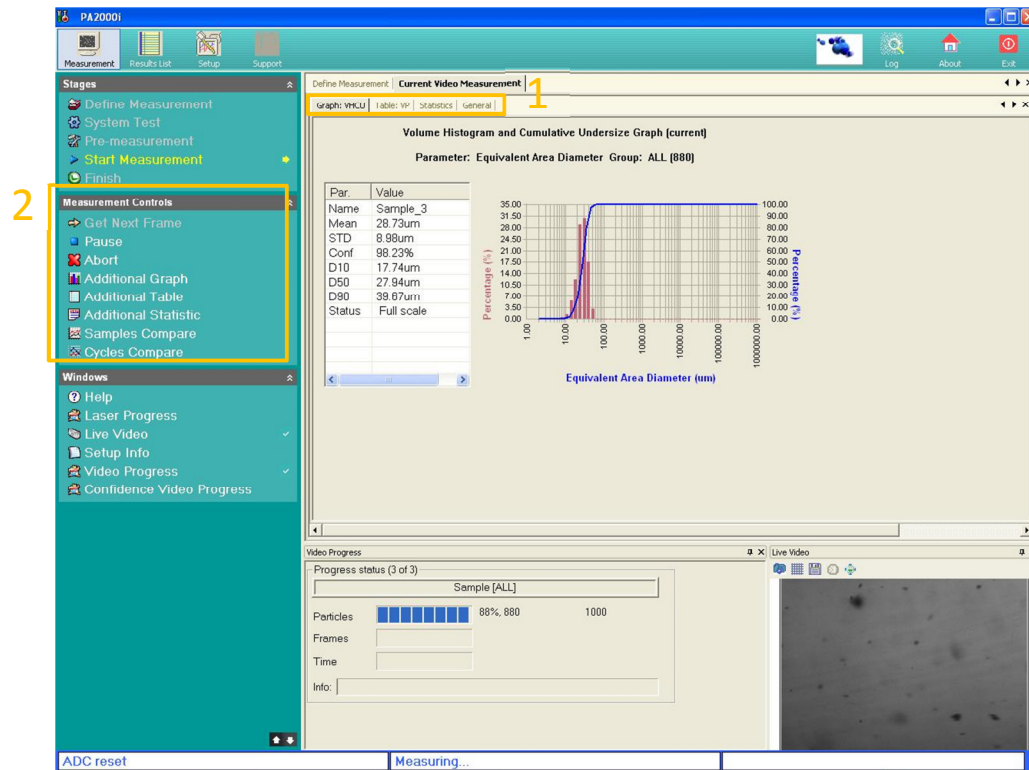 PA2000i
Measurement Results List Setup Support Log About Exit
Stages
Define Measurement
System Test
Pre-measurement
Start Measurement
Finish
2
Measurement Controls
Get Next Frame
Pause
Abort
Additional Graph
Additional Table
Additional Statistic
Samples Compare
Cycles Compare
Windows
Help
Laser Progress
Live Video
Setup Info
Video Progress
Confidence Video Progress
Define Measurement Current Video Measurement
1
Graph: VHCU Table: VP Statistics General
Volume Histogram and Cumulative Undersize Graph (current)
Parameter: Equivalent Area Diameter Group: ALL (880)
Par. Value
Name Sample_3
Mean 28.73um
STD 8.98um
Conf 98.23%
D10 17.74um
D50 27.94um
D90 39.67um
Status Full scale
Percentage (%)
35.00
31.50
28.00
24.50
21.00
17.50
14.00
10.50
7.00
3.50
0.00
100.00
90.00
80.00
70.00
60.00
50.00
40.00
30.00
20.00
10.00
0.00
Percentage (%)
1.00 10.00 100.00 1000.00 10000.00 100000.00 1000000.00
Equivalent Area Diameter (um)
Video Progress
Progress status (3 of 3)
Sample [ALL]
Particles 88%, 880 1000
Frames
Time
Info:
Live Video
ADC reset Measuring...